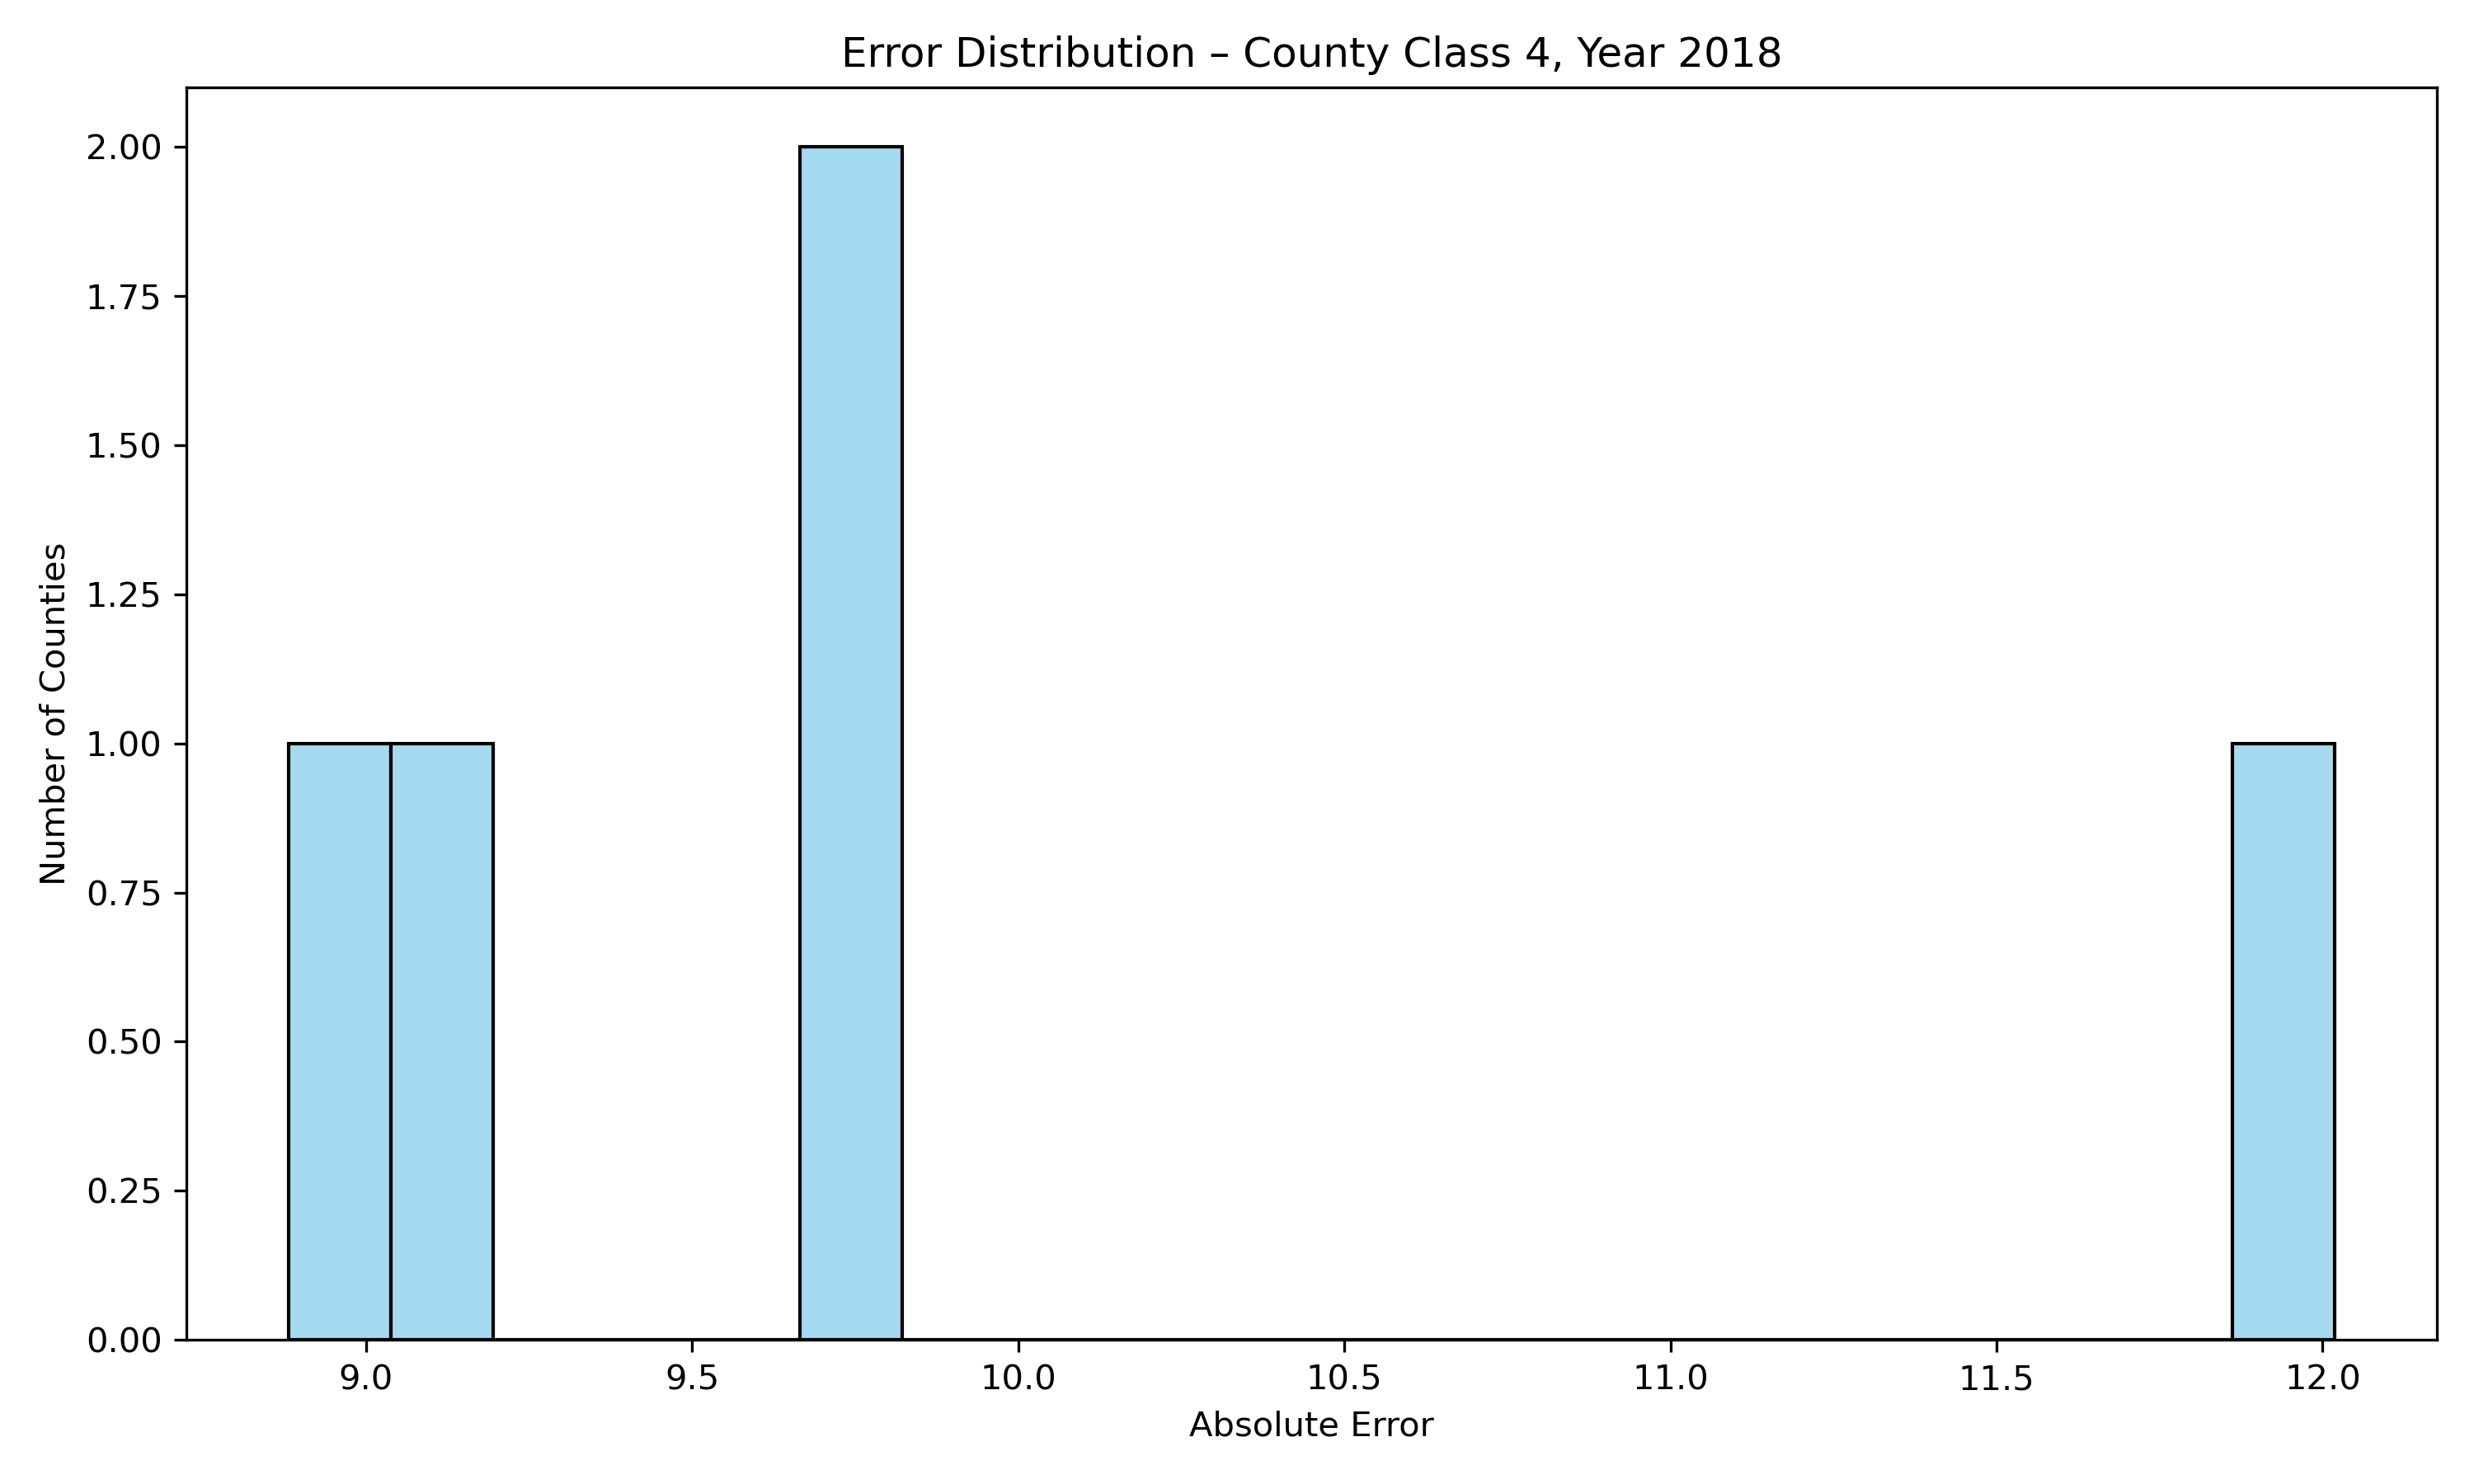 Error Distribution – County Class 4, Year 2018
2.00
1.75
1.50
1.25
1.00
0.75
0.50
0.25
0.00
Number of Counties
9.0 9.5 10.0 10.5 11.0 11.5 12.0
Absolute Error